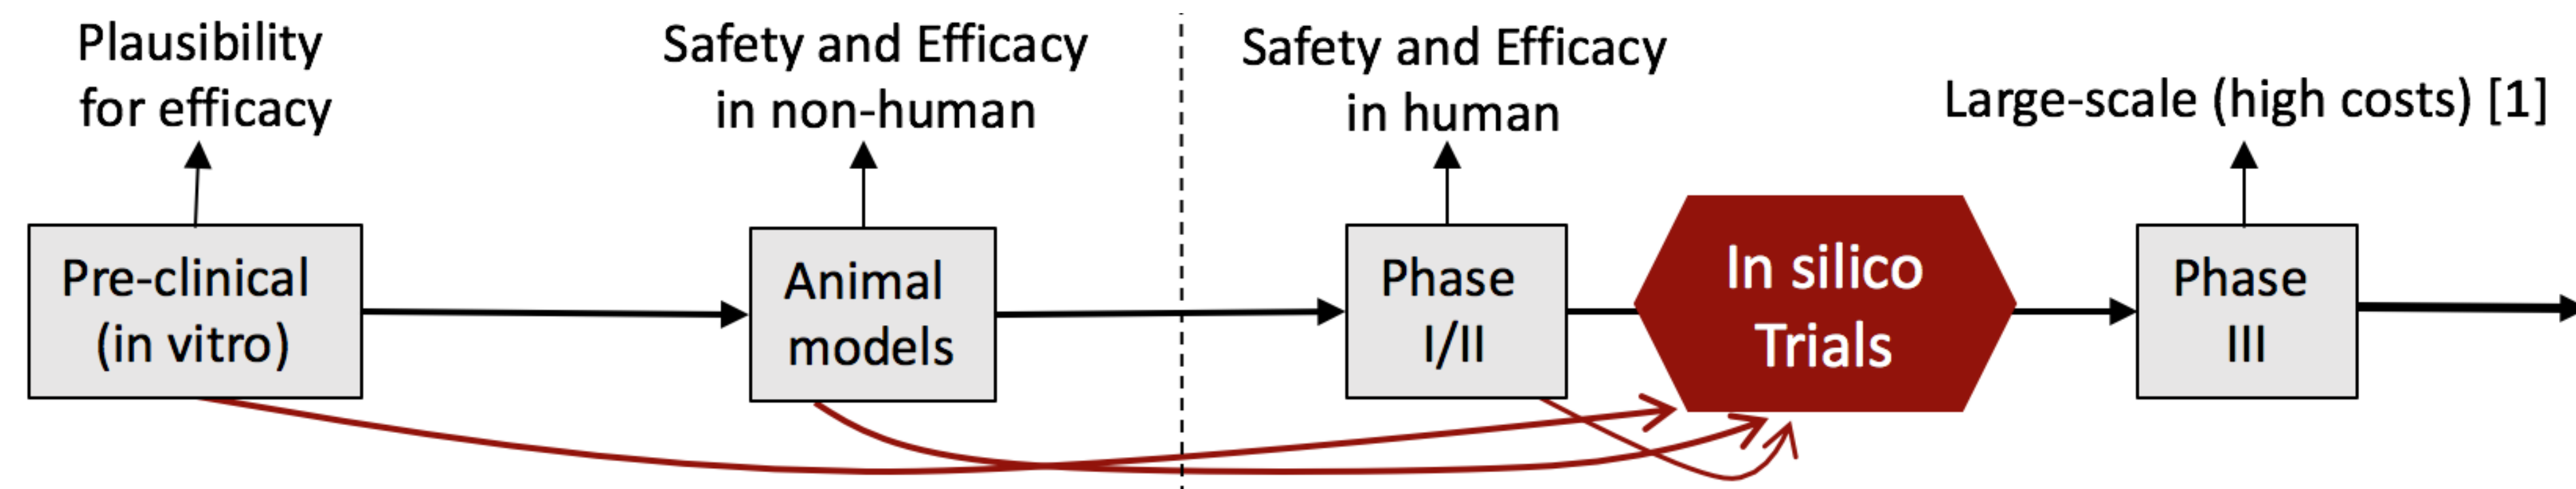 Plausibility
for efficacy
Safety and Efficacy
in non-human
Safety and Efficacy
in human
Large-scale (high costs) [1]
Pre-clinical
(in vitro)
Animal
models
Phase
I/II
In silico
Trials
Phase
III